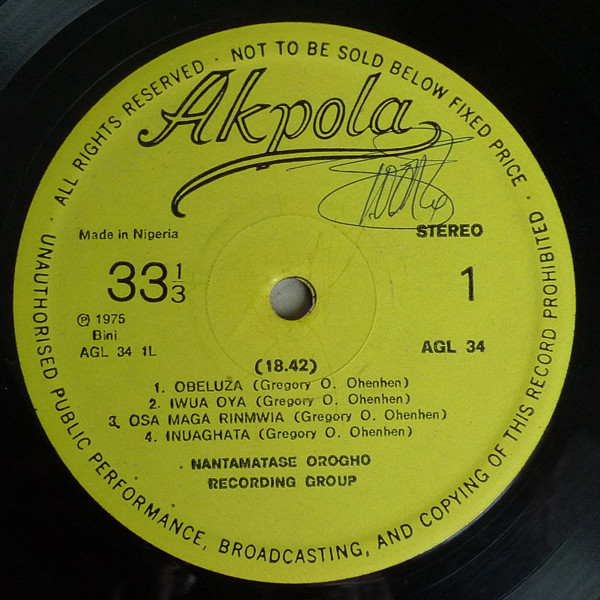 UNAUTHORISED PUBLIC PERFORMANCE, BROADCASTING, AND COPYING OF THIS RECORD PROHIBITED · ALL RIGHTS RESERVED · NOT TO BE SOLD BELOW FIXED PRICE ·
Akpola
Made in Nigeria
STEREO
33 1/3
1
℗ 1975
Bini
AGL 34 1L
AGL 34
(18.42)
1. OBELUZA (Gregory O. Ohenhen)
2. IWUA OYA (Gregory O. Ohenhen)
3. OSA MAGA RINMWIA (Gregory O. Ohenhen)
4. INUAGHATA (Gregory O. Ohenhen)
NANTAMATASE OROGHO
RECORDING GROUP